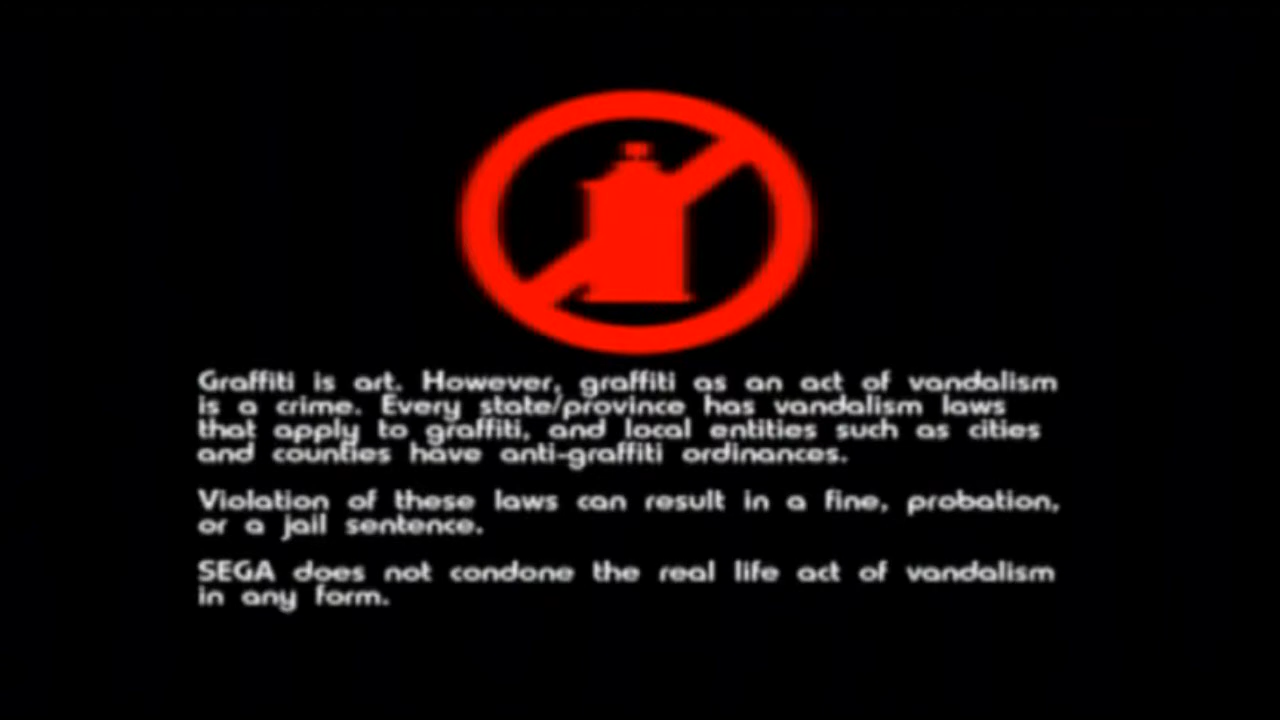 Graffiti is art. However, graffiti as an act of vandalism
is a crime. Every state/province has vandalism laws
that apply to graffiti, and local entities such as cities
and counties have anti-graffiti ordinances.
Violation of these laws can result in a fine, probation,
or a jail sentence.
SEGA does not condone the real life act of vandalism
in any form.